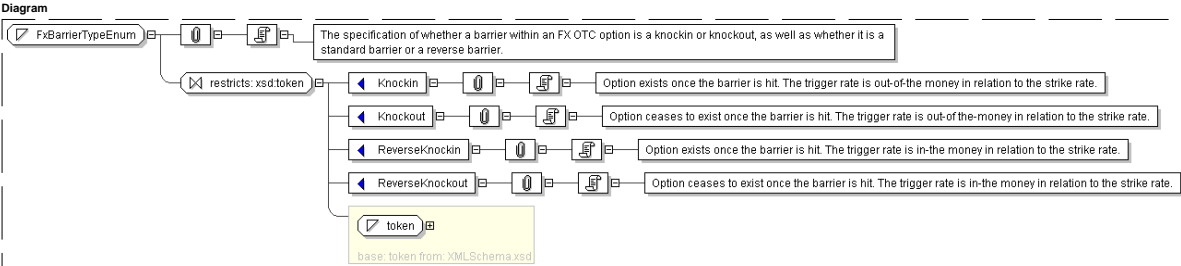 Diagram
FxBarrierTypeEnum
The specification of whether a barrier within an FX OTC option is a knockin or knockout, as well as whether it is a
standard barrier or a reverse barrier.
restricts: xsd:token
Knockin
Option exists once the barrier is hit. The trigger rate is out-of-the money in relation to the strike rate.
Knockout
Option ceases to exist once the barrier is hit. The trigger rate is out-of the-money in relation to the strike rate.
ReverseKnockin
Option exists once the barrier is hit. The trigger rate is in-the money in relation to the strike rate.
ReverseKnockout
Option ceases to exist once the barrier is hit. The trigger rate is in-the money in relation to the strike rate.
token
base: token from: XMLSchema.xsd